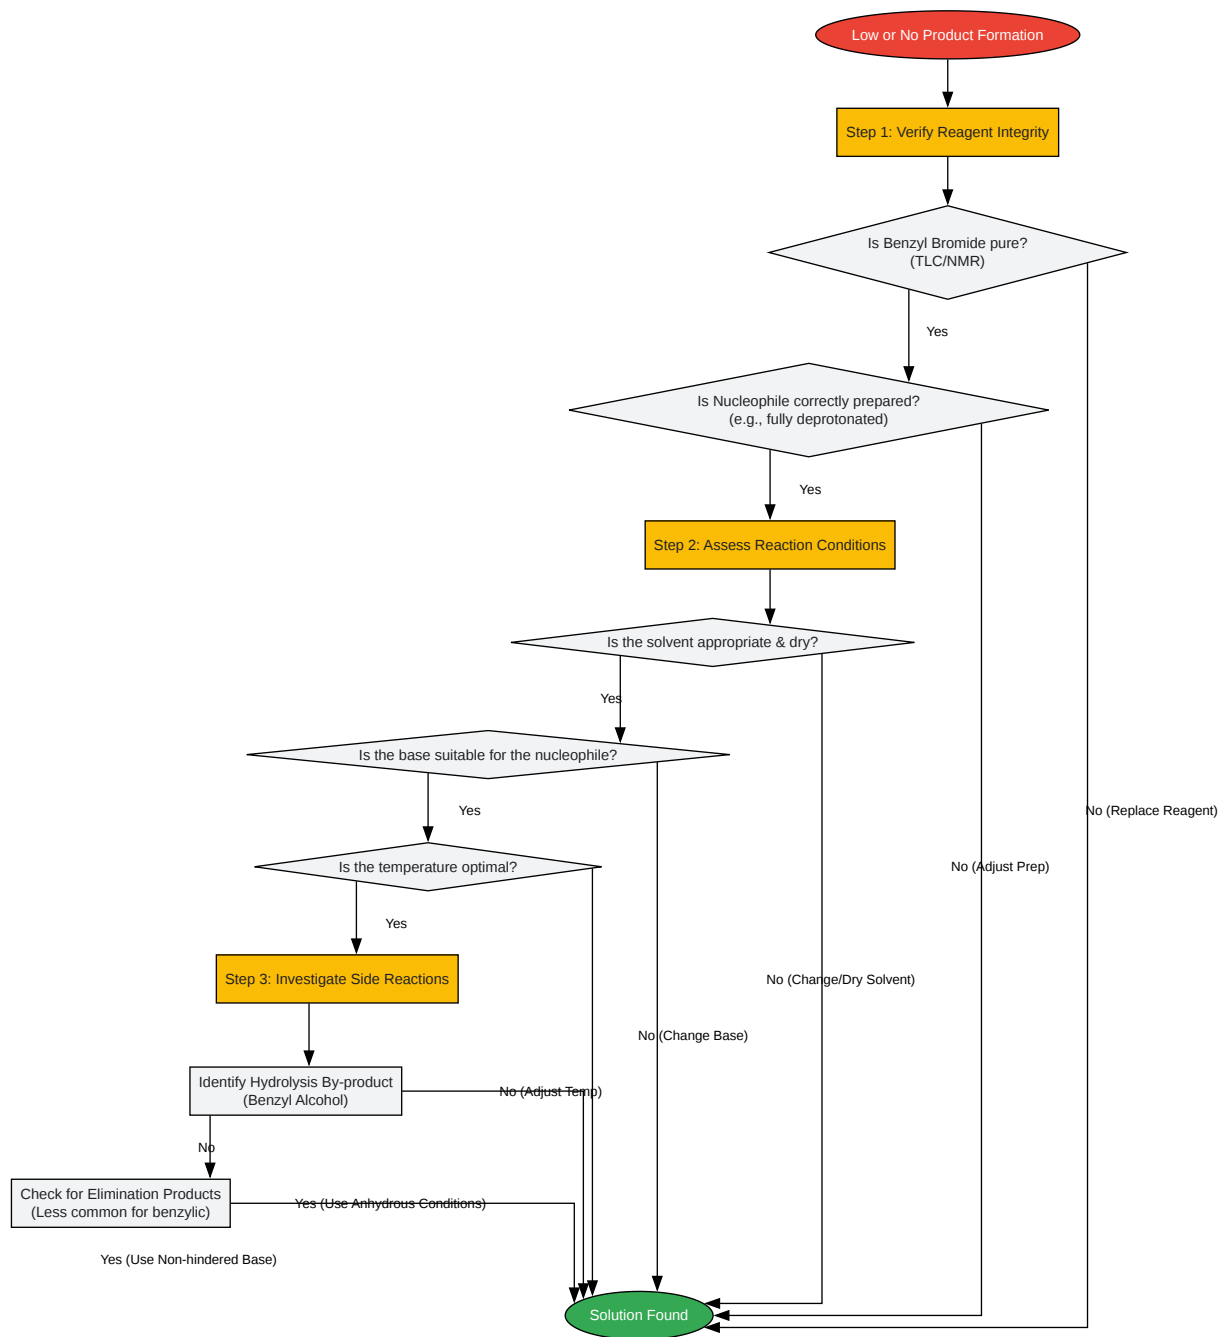 Low or No Product Formation
Step 1: Verify Reagent Integrity
Is Benzyl Bromide pure?
(TLC/NMR)
Yes
Is Nucleophile correctly prepared?
(e.g., fully deprotonated)
Yes
Step 2: Assess Reaction Conditions
Is the solvent appropriate & dry?
Yes
Is the base suitable for the nucleophile?
Yes
No (Replace Reagent)
Is the temperature optimal?
No (Adjust Prep)
Yes
Step 3: Investigate Side Reactions
No (Change/Dry Solvent)
No (Change Base)
Identify Hydrolysis By-product
(Benzyl Alcohol)
No (Adjust Temp)
No
Check for Elimination Products
(Less common for benzylic)
Yes (Use Anhydrous Conditions)
Yes (Use Non-hindered Base)
Solution Found